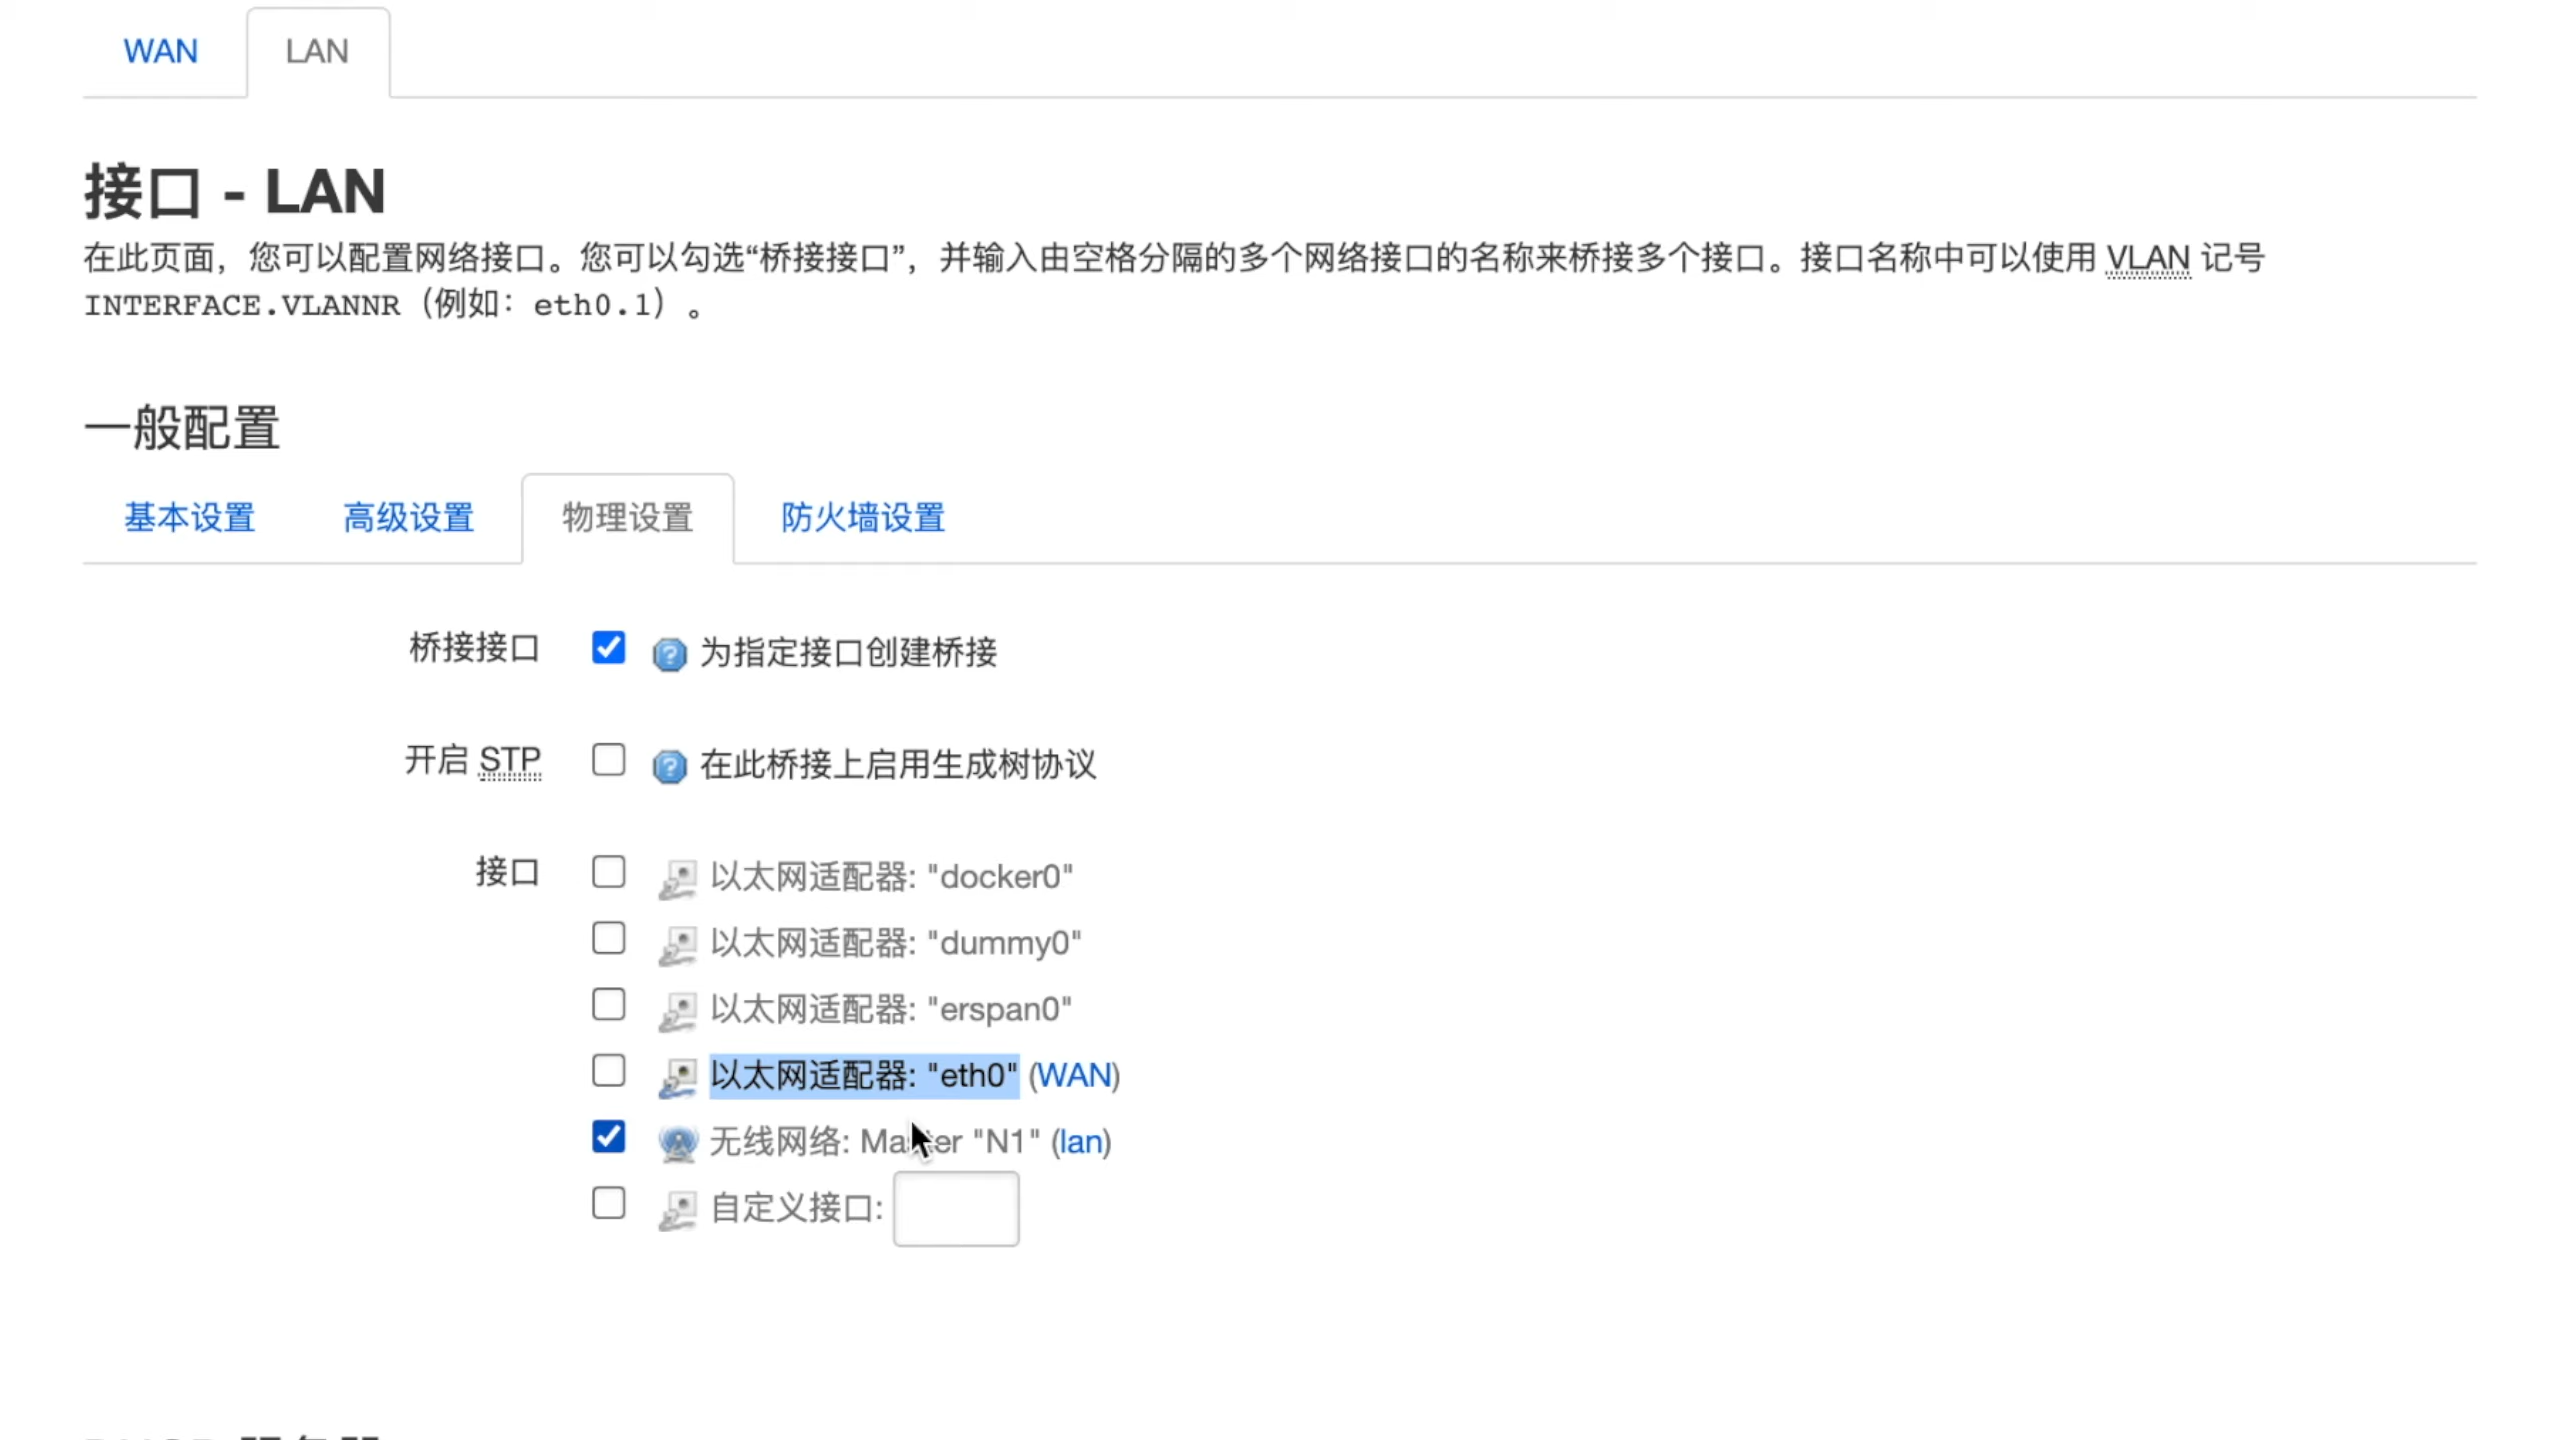 WAN LAN
接口 - LAN
在此页面，您可以配置网络接口。您可以勾选“桥接接口”，并输入由空格分隔的多个网络接口的名称来桥接多个接口。接口名称中可以使用 VLAN 记号
INTERFACE.VLANNR（例如：eth0.1）。
一般配置
基本设置 高级设置 物理设置 防火墙设置
桥接接口 为指定接口创建桥接
开启 STP 在此桥接上启用生成树协议
接口 以太网适配器: "docker0"
以太网适配器: "dummy0"
以太网适配器: "erspan0"
以太网适配器: "eth0" (WAN)
无线网络: Master "N1" (lan)
自定义接口: